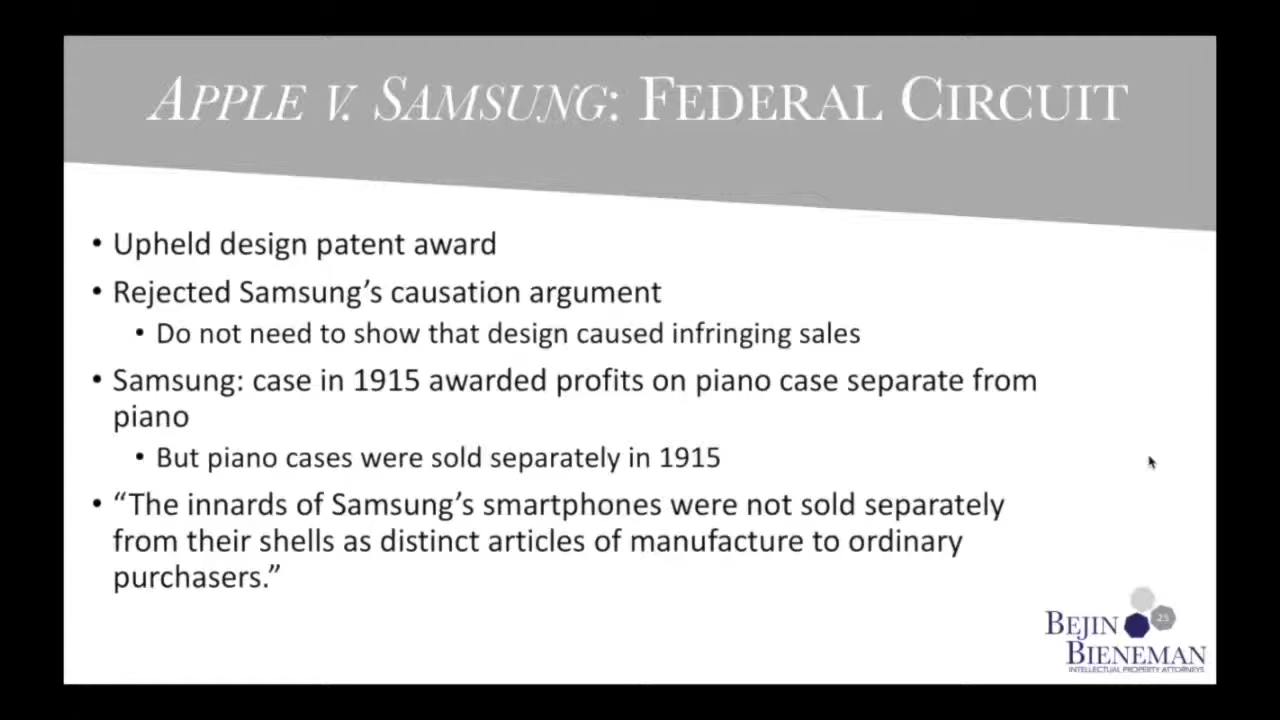 APPLE V. SAMSUNG: FEDERAL CIRCUIT
• Upheld design patent award
• Rejected Samsung’s causation argument
• Do not need to show that design caused infringing sales
• Samsung: case in 1915 awarded profits on piano case separate from
piano
• But piano cases were sold separately in 1915
• “The innards of Samsung’s smartphones were not sold separately
from their shells as distinct articles of manufacture to ordinary
purchasers.”
25
BEJIN
BIENEMAN
INTELLECTUAL PROPERTY ATTORNEYS